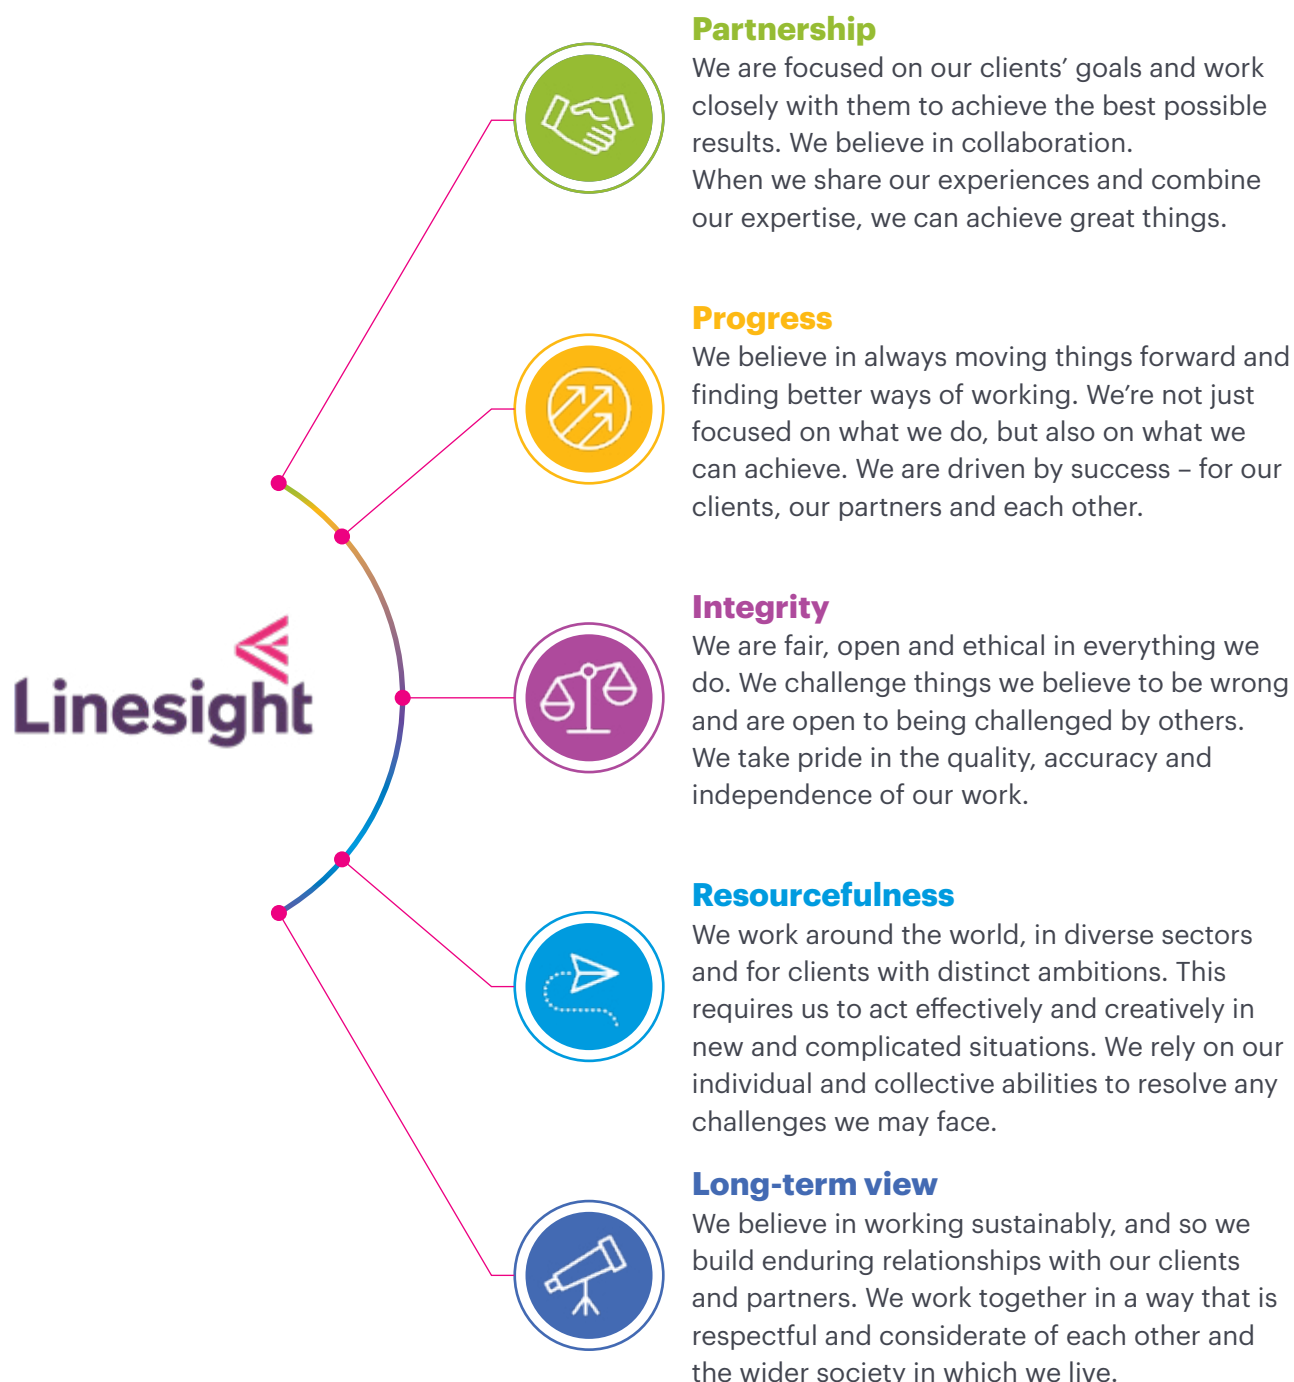 Partnership
We are focused on our clients’ goals and work
closely with them to achieve the best possible
results. We believe in collaboration.
When we share our experiences and combine
our expertise, we can achieve great things.
Progress
We believe in always moving things forward and
finding better ways of working. We’re not just
focused on what we do, but also on what we
can achieve. We are driven by success – for our
clients, our partners and each other.
Linesight
Integrity
We are fair, open and ethical in everything we
do. We challenge things we believe to be wrong
and are open to being challenged by others.
We take pride in the quality, accuracy and
independence of our work.
Resourcefulness
We work around the world, in diverse sectors
and for clients with distinct ambitions. This
requires us to act effectively and creatively in
new and complicated situations. We rely on our
individual and collective abilities to resolve any
challenges we may face.
Long-term view
We believe in working sustainably, and so we
build enduring relationships with our clients
and partners. We work together in a way that is
respectful and considerate of each other and
the wider society in which we live.